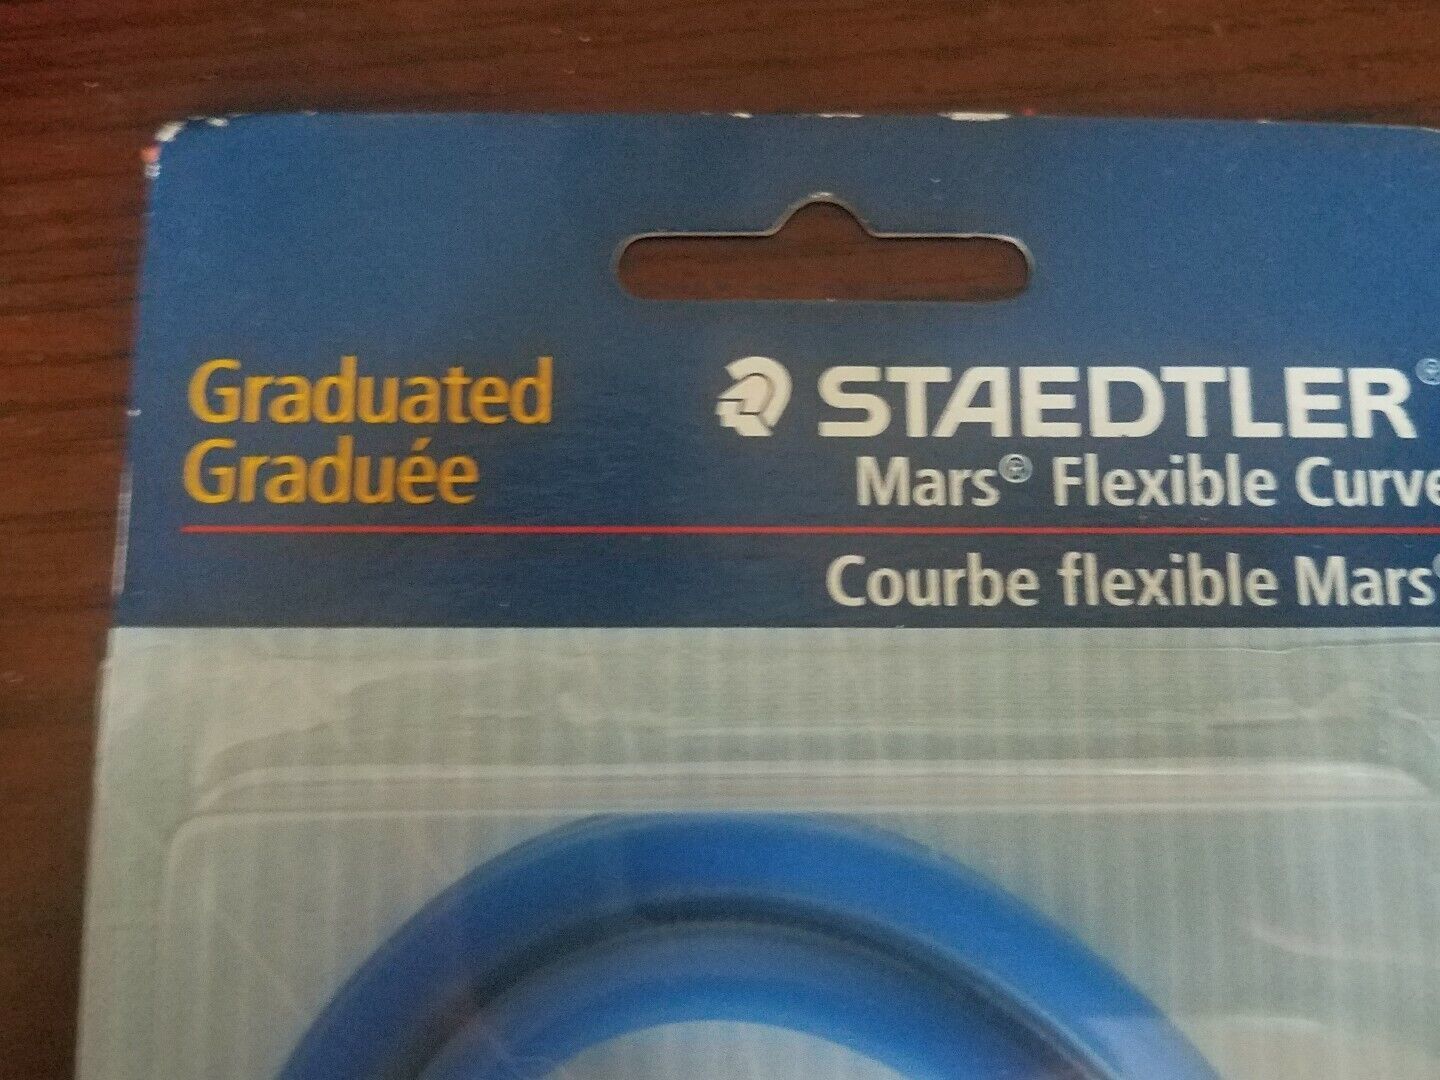 Graduated
Graduée
STAEDTLER®
Mars® Flexible Curve
Courbe flexible Mars®